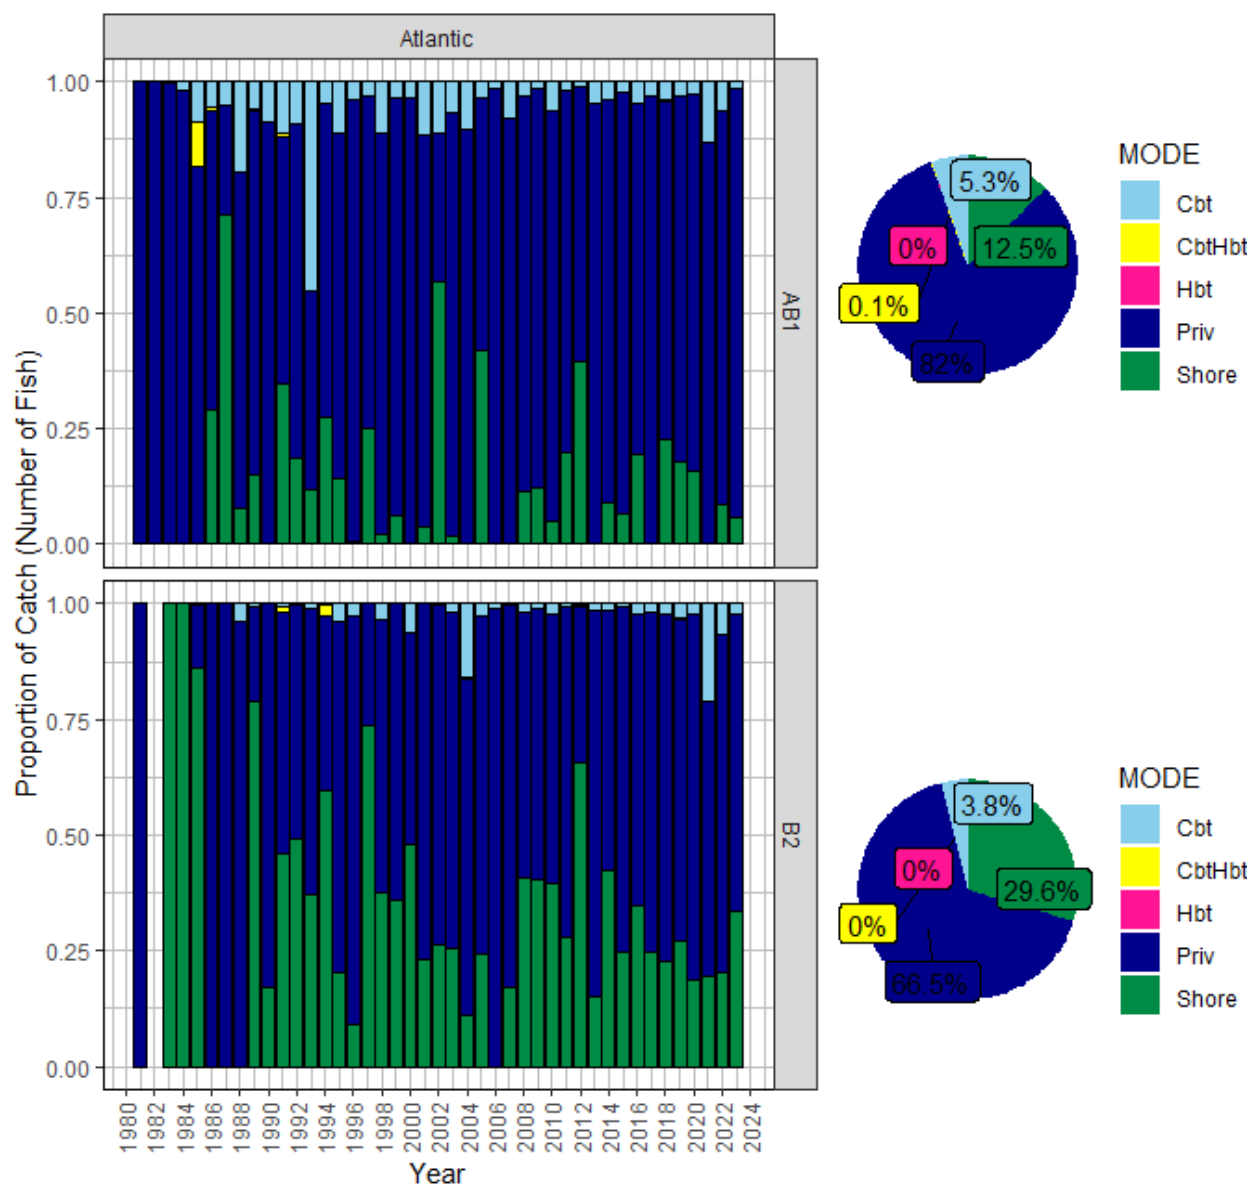 Atlantic
Proportion of Catch (Number of Fish)
1.00
0.75
0.50
0.25
0.00
AB1
1.00
0.75
0.50
0.25
0.00
B2
1980
1982
1984
1986
1988
1990
1992
1994
1996
1998
2000
2002
2004
2006
2008
2010
2012
2014
2016
2018
2020
2022
2024
Year
5.3%
12.5%
0%
0.1%
82%
MODE
Cbt
CbtHbt
Hbt
Priv
Shore
3.8%
0%
29.6%
0%
66.5%
MODE
Cbt
CbtHbt
Hbt
Priv
Shore